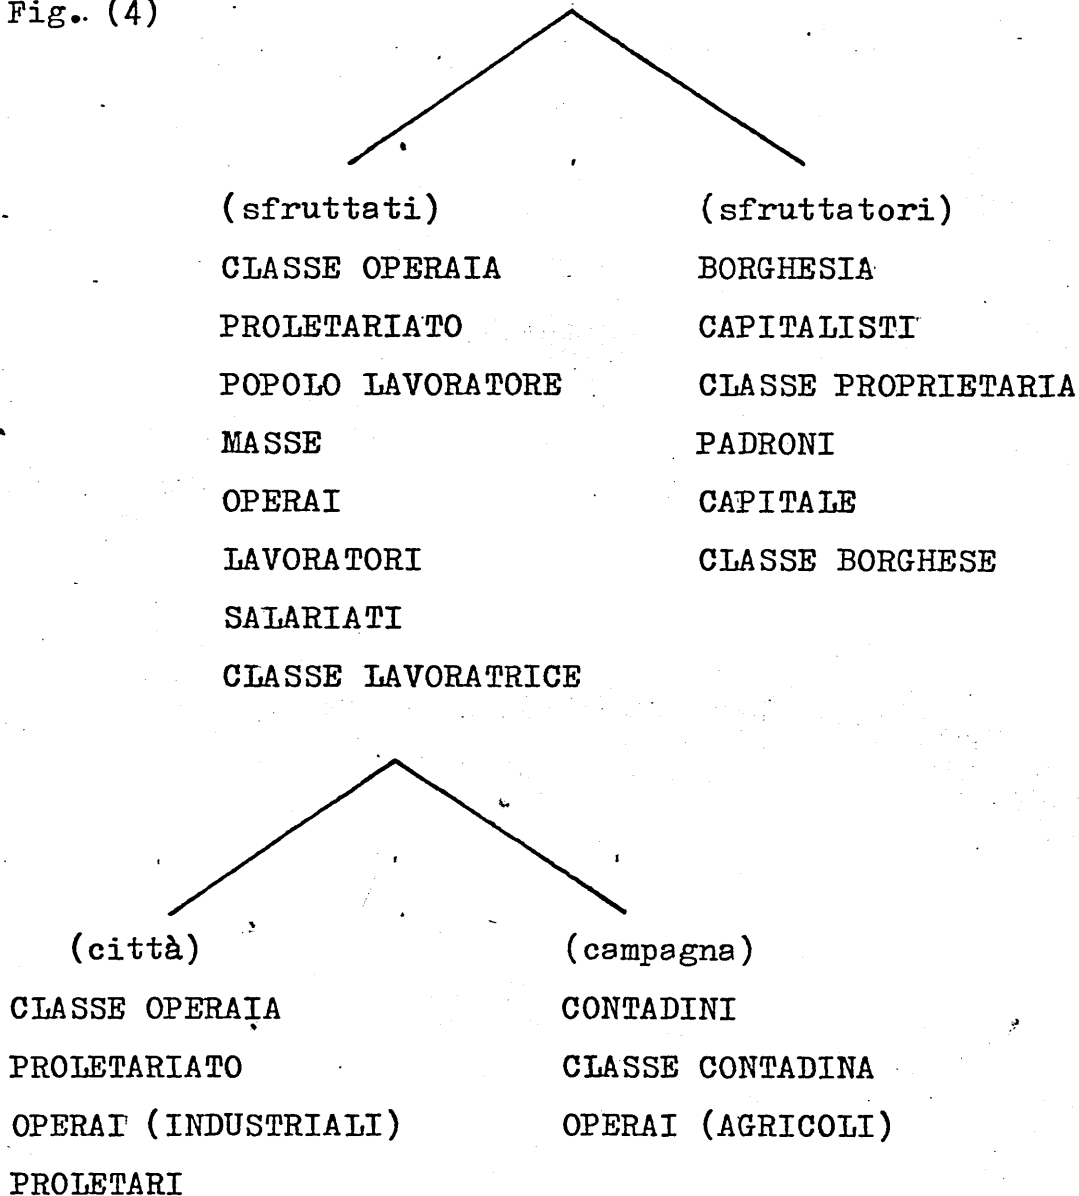 Fig. (4)
(sfruttati)
CLASSE OPERAIA
PROLETARIATO
POPOLO LAVORATORE
MASSE
OPERAI
LAVORATORI
SALARIATI
CLASSE LAVORATRICE
(sfruttatori)
BORGHESIA
CAPITALISTI
CLASSE PROPRIETARIA
PADRONI
CAPITALE
CLASSE BORGHESE
(città)
CLASSE OPERAIA
PROLETARIATO
OPERAI (INDUSTRIALI)
PROLETARI
(campagna)
CONTADINI
CLASSE CONTADINA
OPERAI (AGRICOLI)